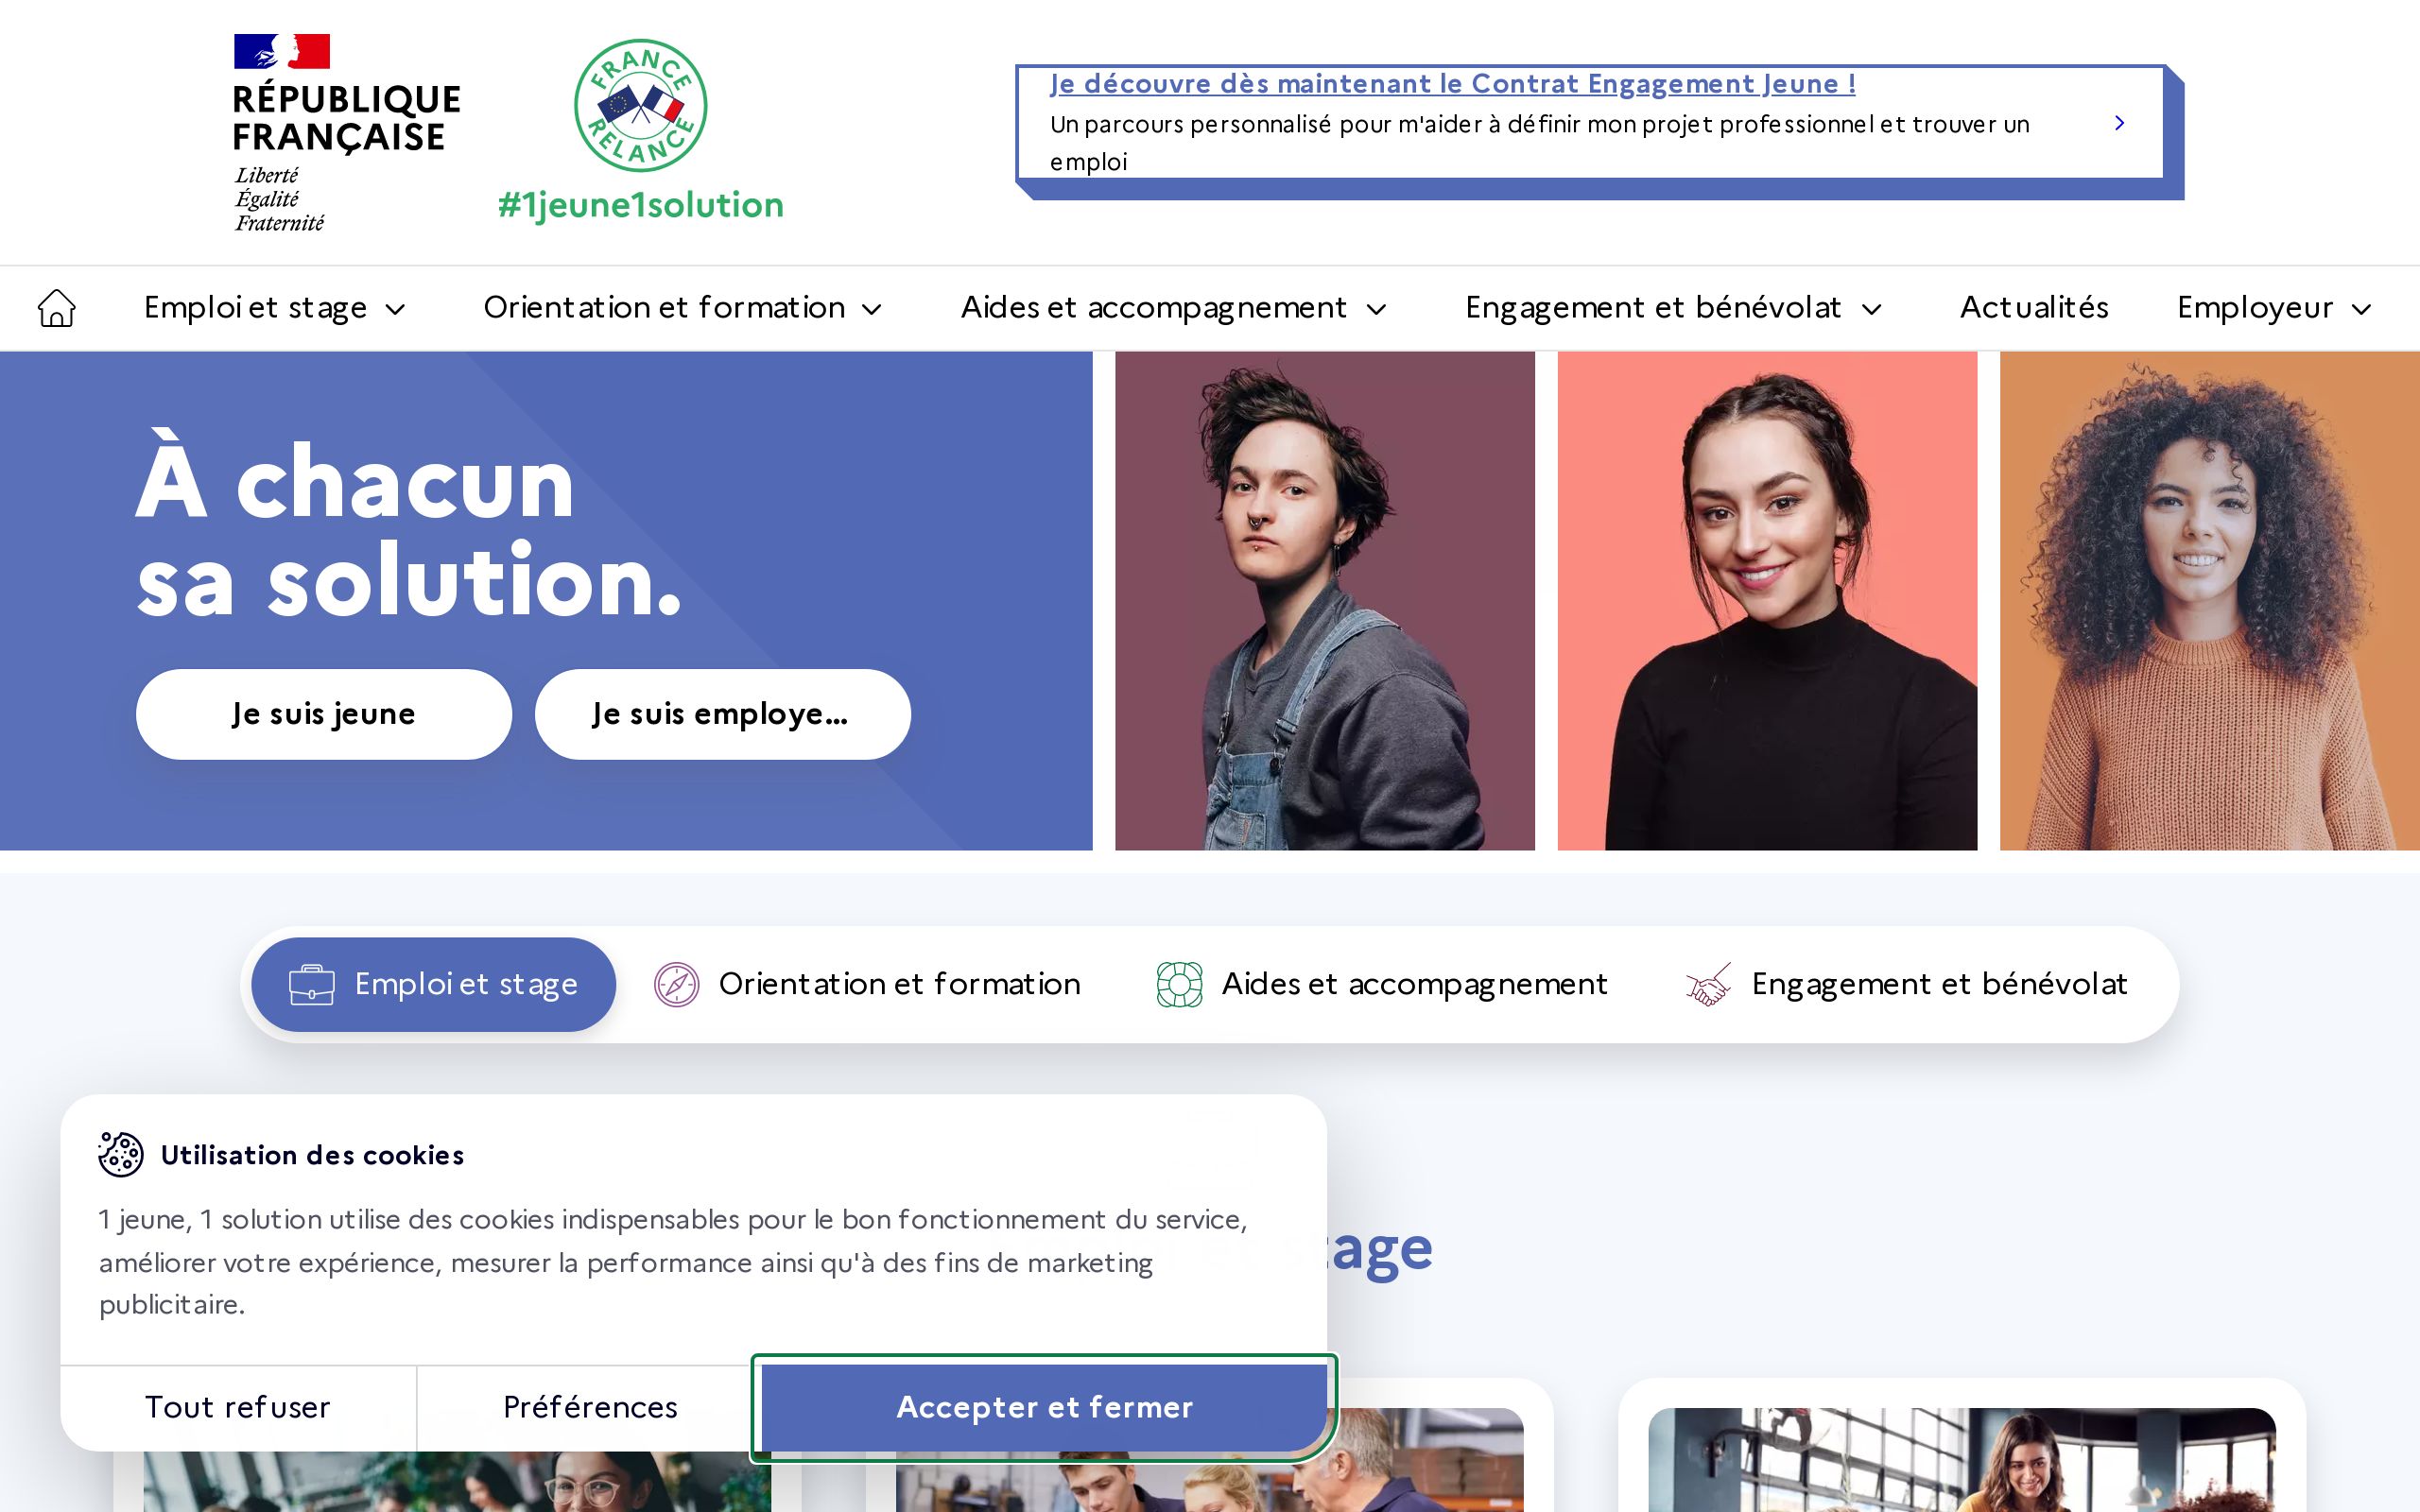 RÉPUBLIQUE
FRANÇAISE
Liberté
Égalité
Fraternité
FRANCE
RELANCE
#1jeune1solution
Je découvre dès maintenant le Contrat Engagement Jeune !
Un parcours personnalisé pour m'aider à définir mon projet professionnel et trouver un
emploi
Emploi et stage
Orientation et formation
Aides et accompagnement
Engagement et bénévolat
Actualités
Employeur
À chacun
sa solution.
Je suis jeune
Je suis employe...
Emploi et stage
Orientation et formation
Aides et accompagnement
Engagement et bénévolat
Utilisation des cookies
1 jeune, 1 solution utilise des cookies indispensables pour le bon fonctionnement du service,
améliorer votre expérience, mesurer la performance ainsi qu'à des fins de marketing
publicitaire.
tage
Tout refuser
Préférences
Accepter et fermer